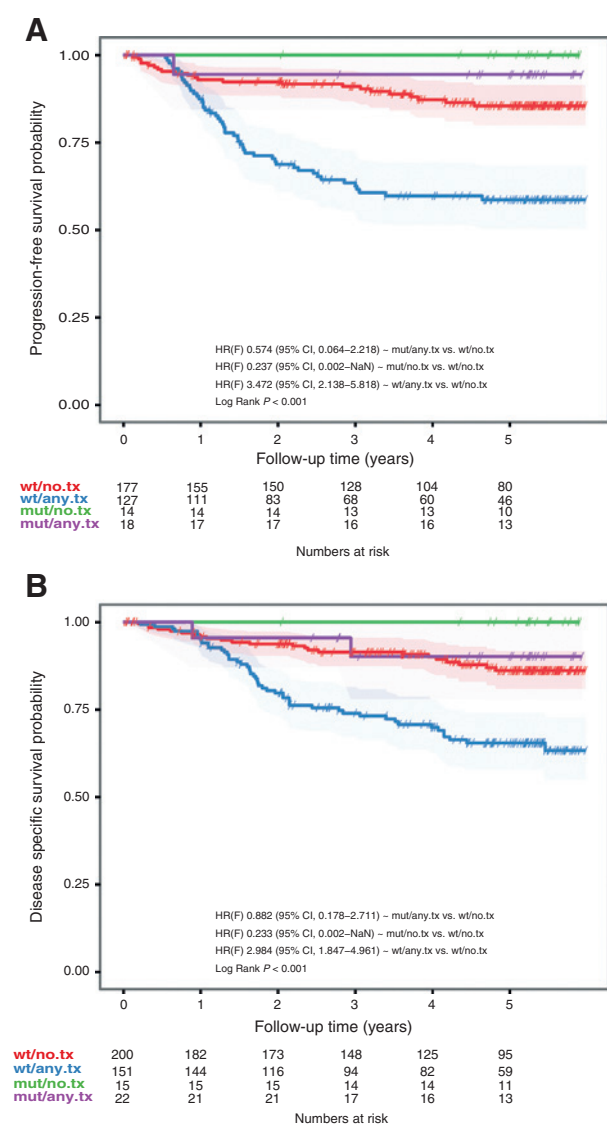 A
Progression-free survival probability
1.00
0.75
0.50
0.25
0.00
HR(F) 0.574 (95% CI, 0.064–2.218) ~ mut/any.tx vs. wt/no.tx
HR(F) 0.237 (95% CI, 0.002–NaN) ~ mut/no.tx vs. wt/no.tx
HR(F) 3.472 (95% CI, 2.138–5.818) ~ wt/any.tx vs. wt/no.tx
Log Rank P < 0.001
0 1 2 3 4 5
Follow-up time (years)
wt/no.tx 177 155 150 128 104 80
wt/any.tx 127 111 83 68 60 46
mut/no.tx 14 14 14 13 13 10
mut/any.tx 18 17 17 16 16 13
Numbers at risk
B
Disease specific survival probability
1.00
0.75
0.50
0.25
0.00
HR(F) 0.882 (95% CI, 0.178–2.711) ~ mut/any.tx vs. wt/no.tx
HR(F) 0.233 (95% CI, 0.002–NaN) ~ mut/no.tx vs. wt/no.tx
HR(F) 2.984 (95% CI, 1.847–4.961) ~ wt/any.tx vs. wt/no.tx
Log Rank P < 0.001
0 1 2 3 4 5
Follow-up time (years)
wt/no.tx 200 182 173 148 125 95
wt/any.tx 151 144 116 94 82 59
mut/no.tx 15 15 15 14 14 11
mut/any.tx 22 21 21 17 16 13
Numbers at risk